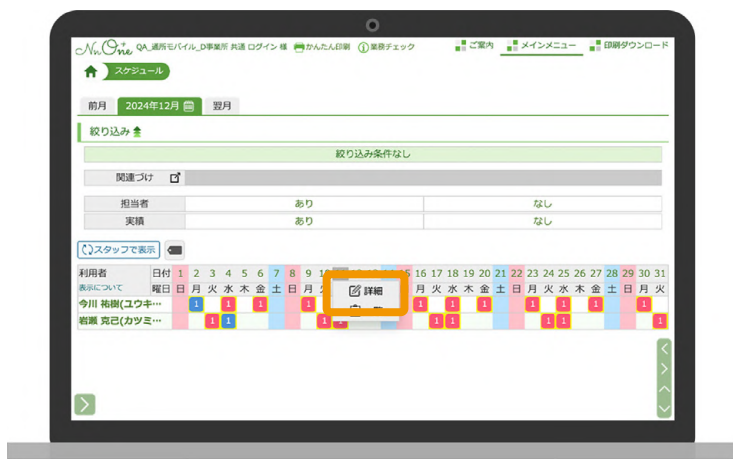 NnOne QA_通所モバイル_D事業所 共通 ログイン 様 かんたん印刷 業務チェック ご案内 メインメニュー 印刷ダウンロード
スケジュール
前月 2024年12月 翌月
絞り込み
絞り込み条件なし
関連づけ
担当者 あり なし
実績 あり なし
スタッフで表示
利用者 日付 1 2 3 4 5 6 7 8 9 15 16 17 18 19 20 21 22 23 24 25 26 27 28 29 30 31
表示について 曜日 日 月 火 水 木 金 土 日 月 月 火 水 木 金 土 日 月 火 水 木 金 土 日 月 火
詳細
今川 祐樹(ユウキ… 1 1 1 1 1 1 1 1 1 1
岩瀬 克己(カツミ… 1 1 1 1 1 1 1 1 1